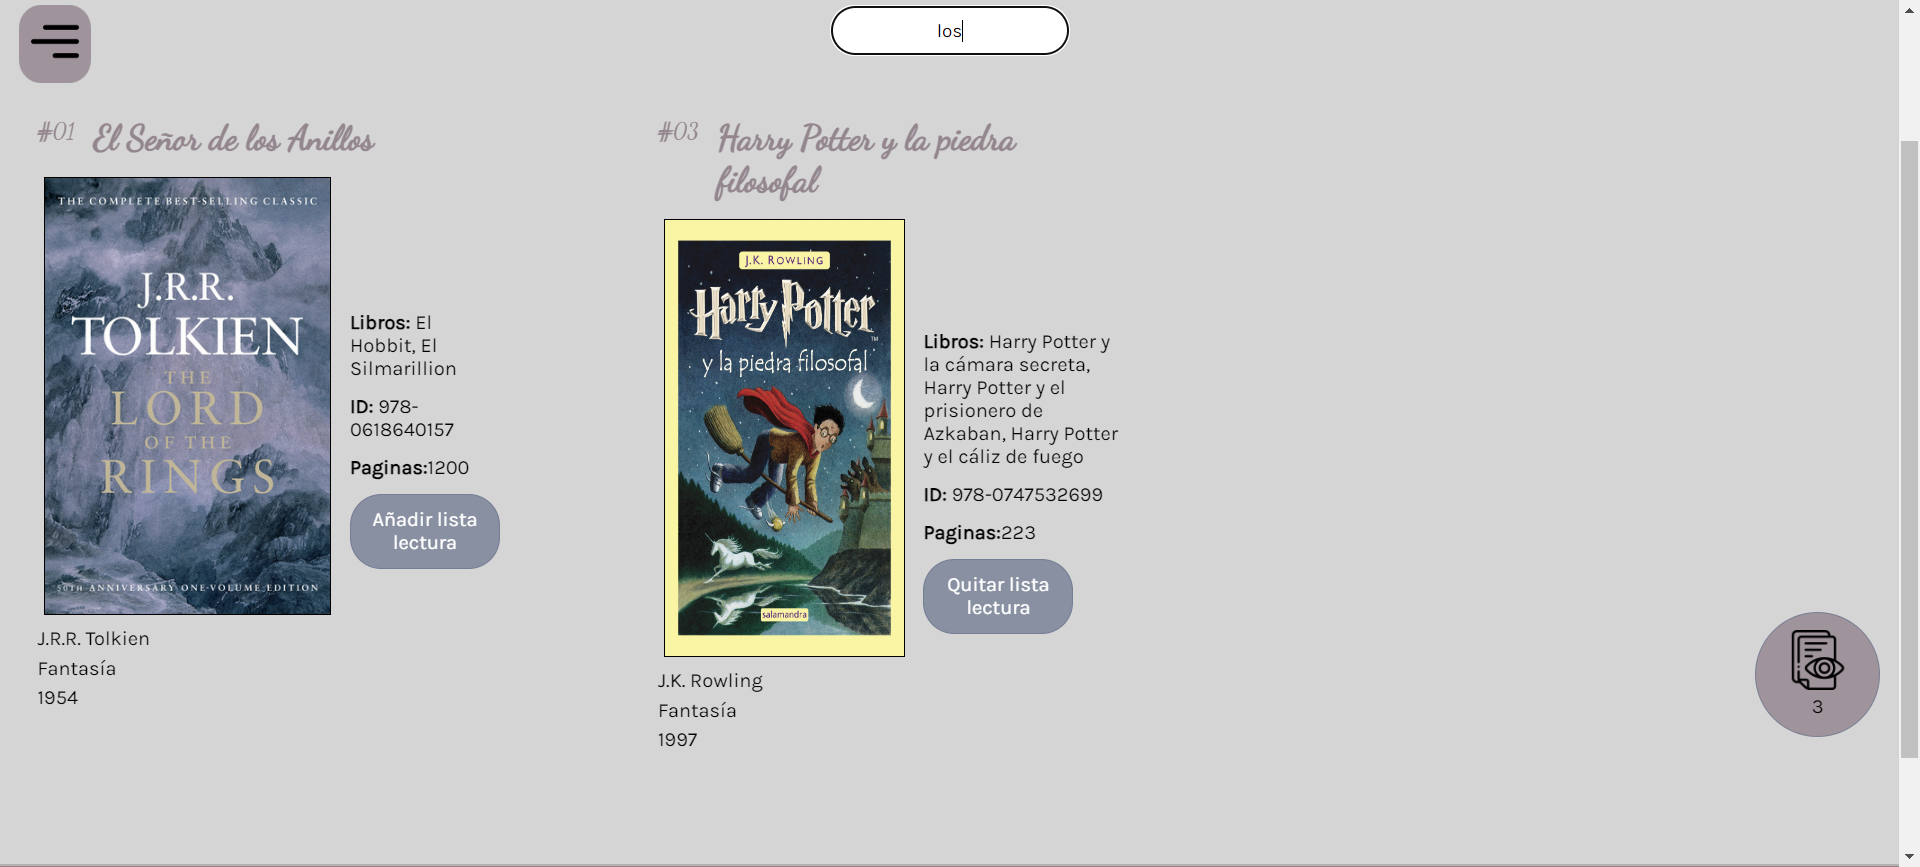 los
#01 El Señor de los Anillos
THE COMPLETE BEST-SELLING CLASSIC
J.R.R.
TOLKIEN
THE
LORD
OF THE
RINGS
50TH ANNIVERSARY ONE-VOLUME EDITION
Libros: El
Hobbit, El
Silmarillion
ID: 978-
0618640157
Paginas:1200
Añadir lista
lectura
J.R.R. Tolkien
Fantasía
1954
#03 Harry Potter y la piedra
filosofal
J.K. ROWLING
Harry Potter
TM
y la piedra filosofal
salamandra
Libros: Harry Potter y
la cámara secreta,
Harry Potter y el
prisionero de
Azkaban, Harry Potter
y el cáliz de fuego
ID: 978-0747532699
Paginas:223
Quitar lista
lectura
J.K. Rowling
Fantasía
1997
3